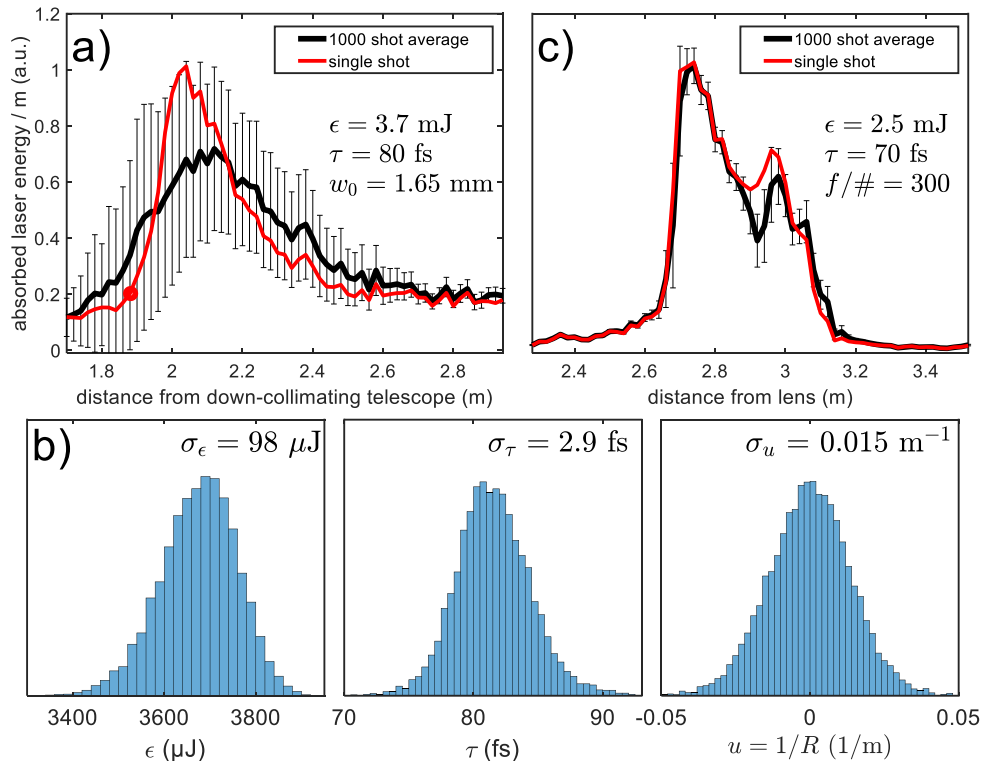 a)
1.2
1
0.8
0.6
0.4
0.2
0
absorbed laser energy / m (a.u.)
1000 shot average
single shot
ϵ = 3.7 mJ
τ = 80 fs
w₀ = 1.65 mm
1.8 2 2.2 2.4 2.6 2.8
distance from down-collimating telescope (m)
c)
1000 shot average
single shot
ϵ = 2.5 mJ
τ = 70 fs
f/# = 300
2.4 2.6 2.8 3 3.2 3.4
distance from lens (m)
b)
σ_ϵ = 98 μJ
3400 3600 3800
ϵ (μJ)
σ_τ = 2.9 fs
70 80 90
τ (fs)
σ_u = 0.015 m⁻¹
-0.05 0 0.05
u = 1/R (1/m)